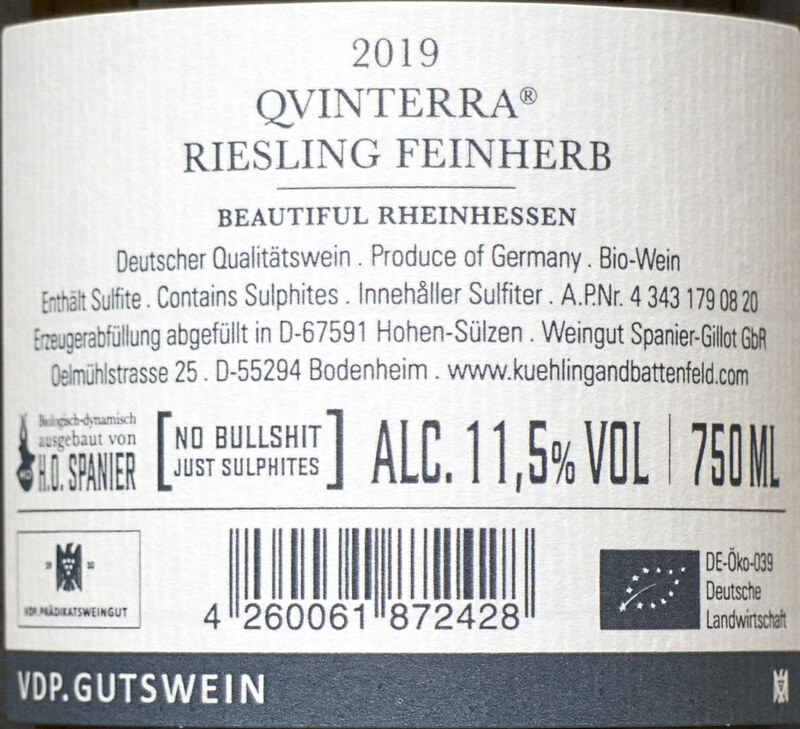 2019
QVINTERRA®
RIESLING FEINHERB
BEAUTIFUL RHEINHESSEN
Deutscher Qualitätswein . Produce of Germany . Bio-Wein
Enthält Sulfite . Contains Sulphites . Innehåller Sulfiter . A.P.Nr. 4 343 179 08 20
Erzeugerabfüllung abgefüllt in D-67591 Hohen-Sülzen . Weingut Spanier-Gillot GbR
Oelmühlstrasse 25 . D-55294 Bodenheim . www.kuehlingandbattenfeld.com
Biologisch-dynamisch
ausgebaut von
H.O. SPANIER
HO
[NO BULLSHIT
JUST SULPHITES]
ALC. 11,5% VOL | 750 ML
19 10
VDP.PRÄDIKATSWEINGUT
4 260061 872428
DE-Öko-039
Deutsche
Landwirtschaft
VDP.GUTSWEIN